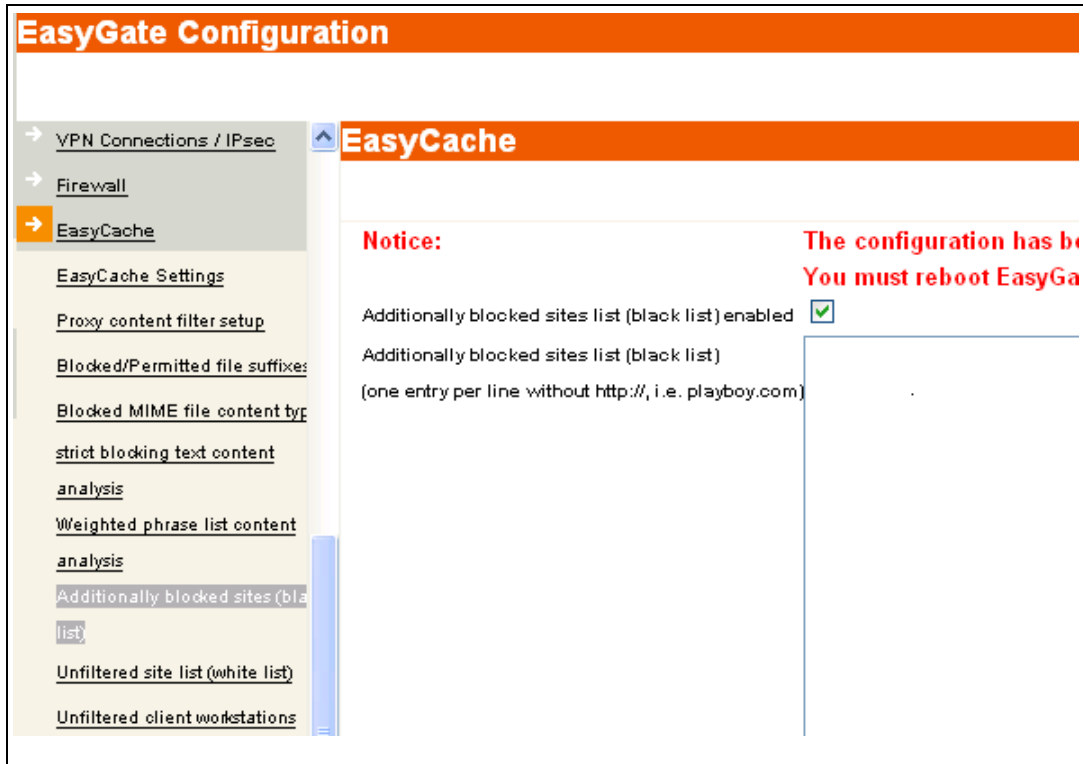 EasyGate Configuration
VPN Connections / IPsec
Firewall
EasyCache
EasyCache Settings
Proxy content filter setup
Blocked/Permitted file suffixes
Blocked MIME file content typ
strict blocking text content
analysis
Weighted phrase list content
analysis
Additionally blocked sites (bla
list)
Unfiltered site list (white list)
Unfiltered client workstations
EasyCache
Notice:
The configuration has be
You must reboot EasyGa
Additionally blocked sites list (black list) enabled
Additionally blocked sites list (black list)
(one entry per line without http://, i.e. playboy.com)
.